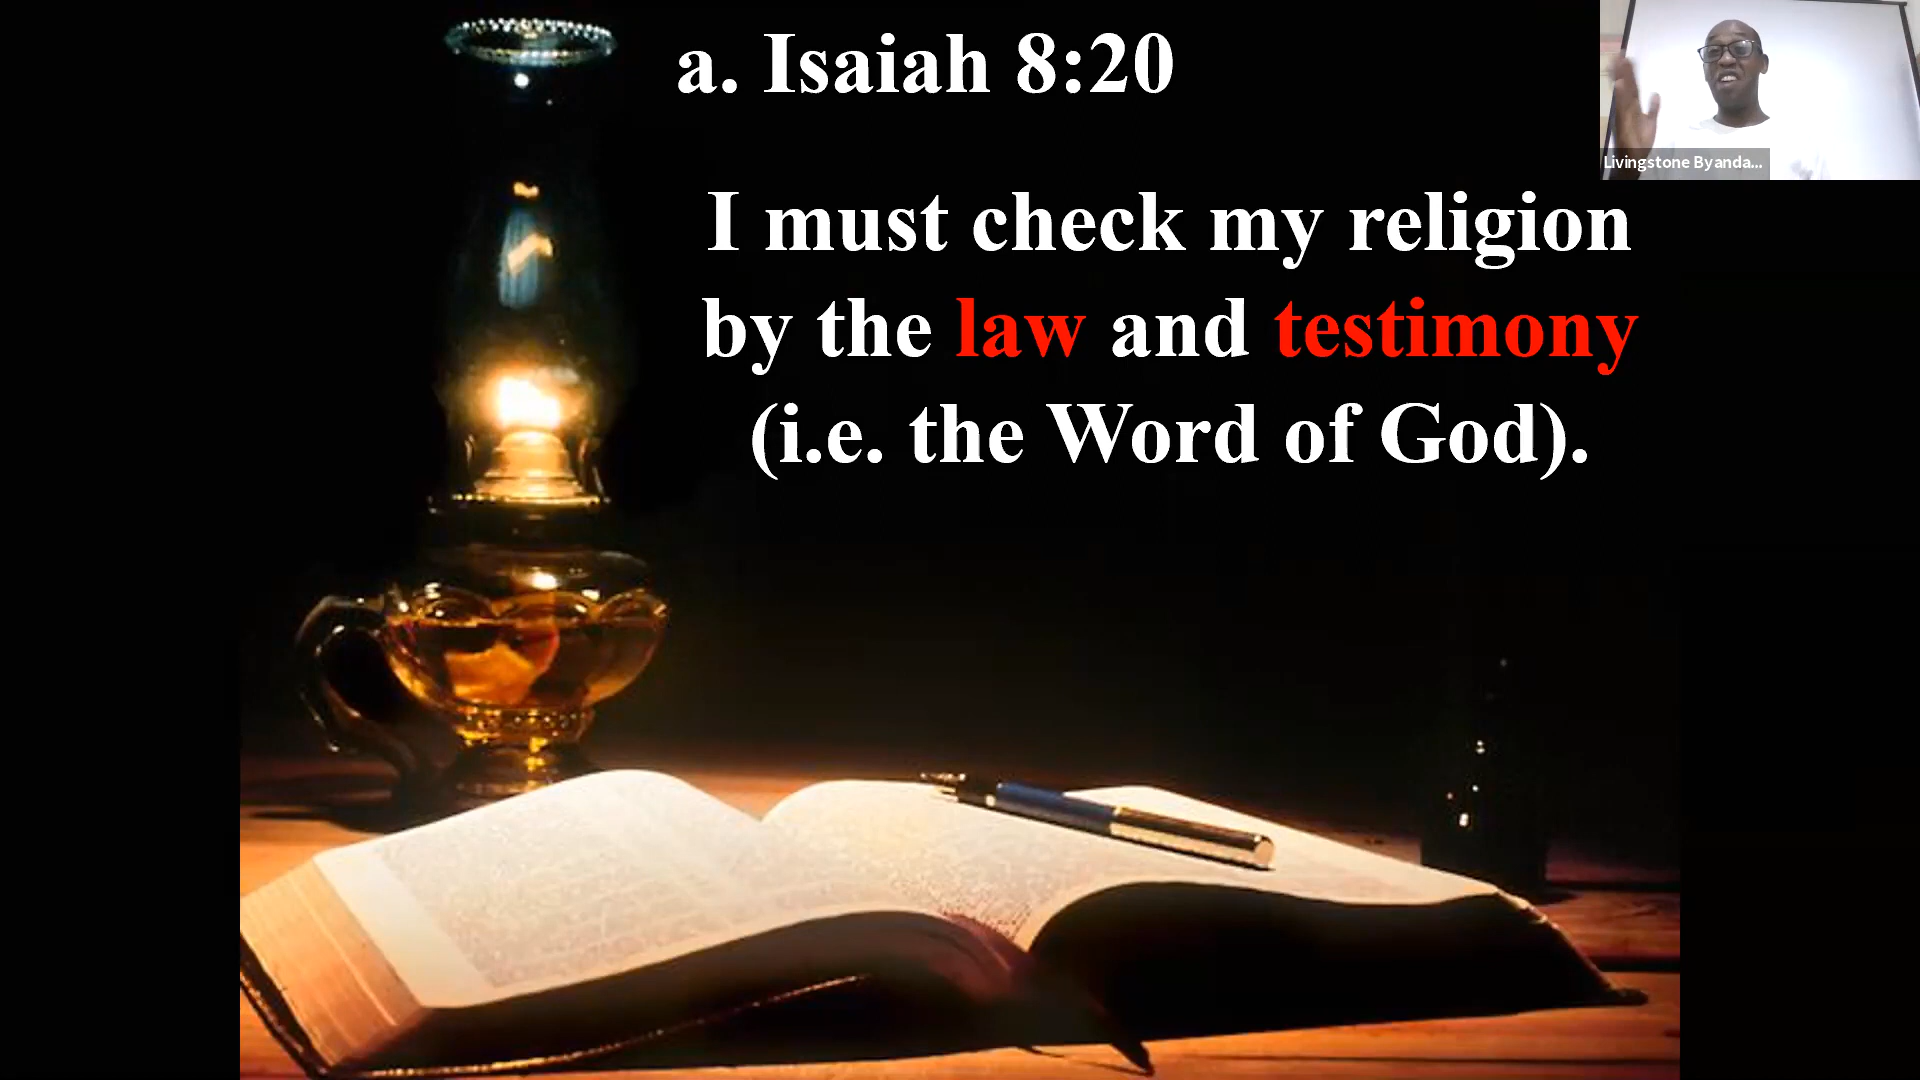 a. Isaiah 8:20
Livingstone Byanda...
I must check my religion
by the law and testimony
(i.e. the Word of God).